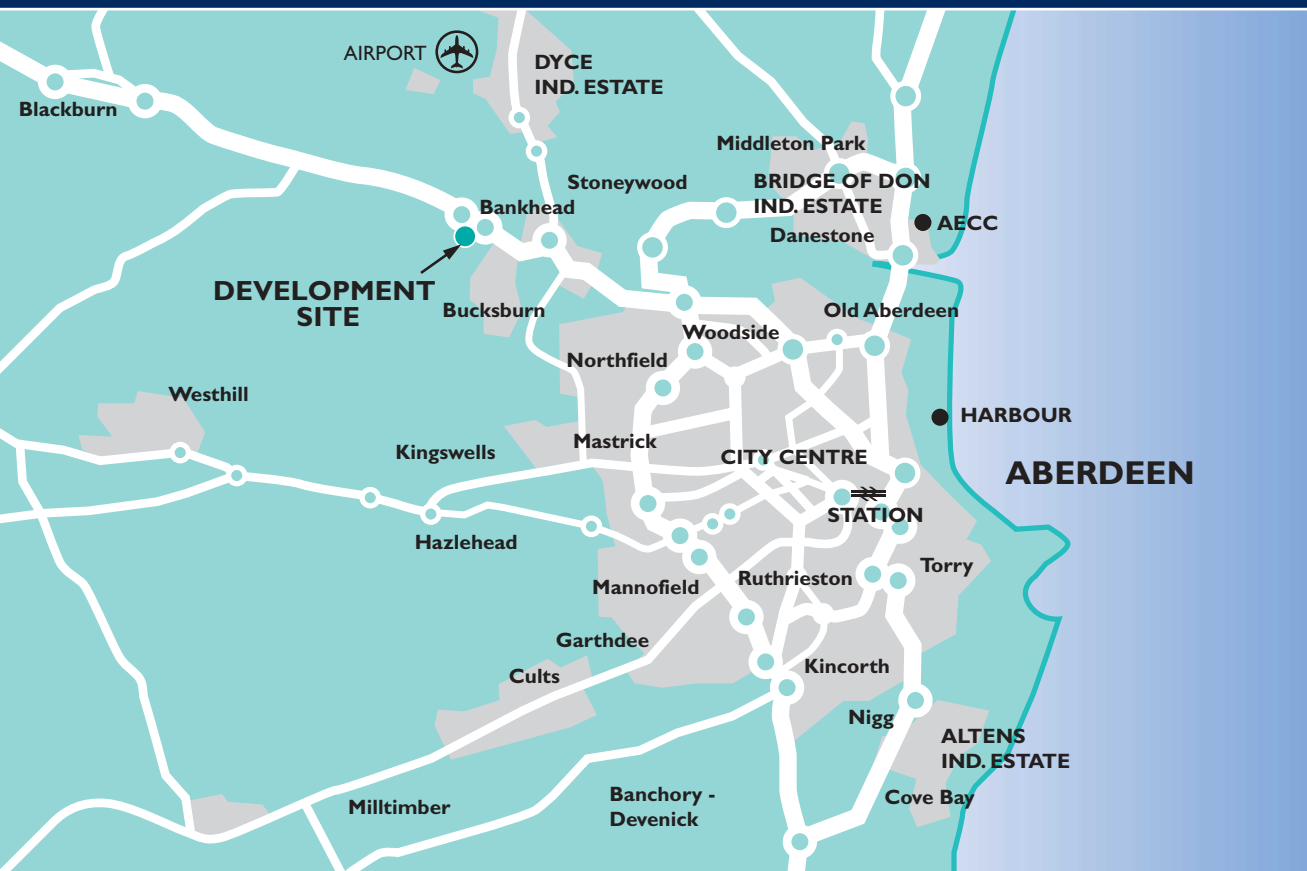 AIRPORT
DYCE
IND. ESTATE
Blackburn
Middleton Park
Stoneywood
BRIDGE OF DON
IND. ESTATE
Bankhead
AECC
Danestone
DEVELOPMENT
SITE
Bucksburn
Old Aberdeen
Woodside
Northfield
Westhill
HARBOUR
Mastrick
Kingswells
CITY CENTRE
ABERDEEN
STATION
Hazlehead
Torry
Ruthrieston
Mannofield
Garthdee
Kincorth
Cults
Nigg
ALTENS
IND. ESTATE
Banchory -
Devenick
Cove Bay
Milltimber